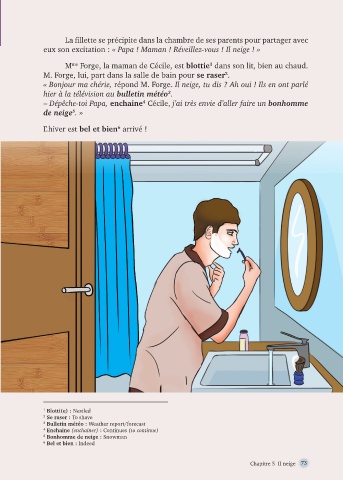 La fillette se précipite dans la chambre de ses parents pour partager avec
eux son excitation : « Papa ! Maman ! Réveillez-vous ! Il neige ! »
Mᵐᵉ Forge, la maman de Cécile, est blottie¹ dans son lit, bien au chaud.
M. Forge, lui, part dans la salle de bain pour se raser².
« Bonjour ma chérie, répond M. Forge. Il neige, tu dis ? Ah oui ! Ils en ont parlé
hier à la télévision au bulletin météo³.
– Dépêche-toi Papa, enchaine⁴ Cécile, j'ai très envie d'aller faire un bonhomme
de neige⁵. »
L'hiver est bel et bien⁶ arrivé !
¹ Blotti(e) : Nestled
² Se raser : To shave
³ Bulletin météo : Weather report/forecast
⁴ Enchaine (enchainer) : Continues (to continue)
⁵ Bonhomme de neige : Snowman
⁶ Bel et bien : Indeed
Chapitre 5 Il neige 73